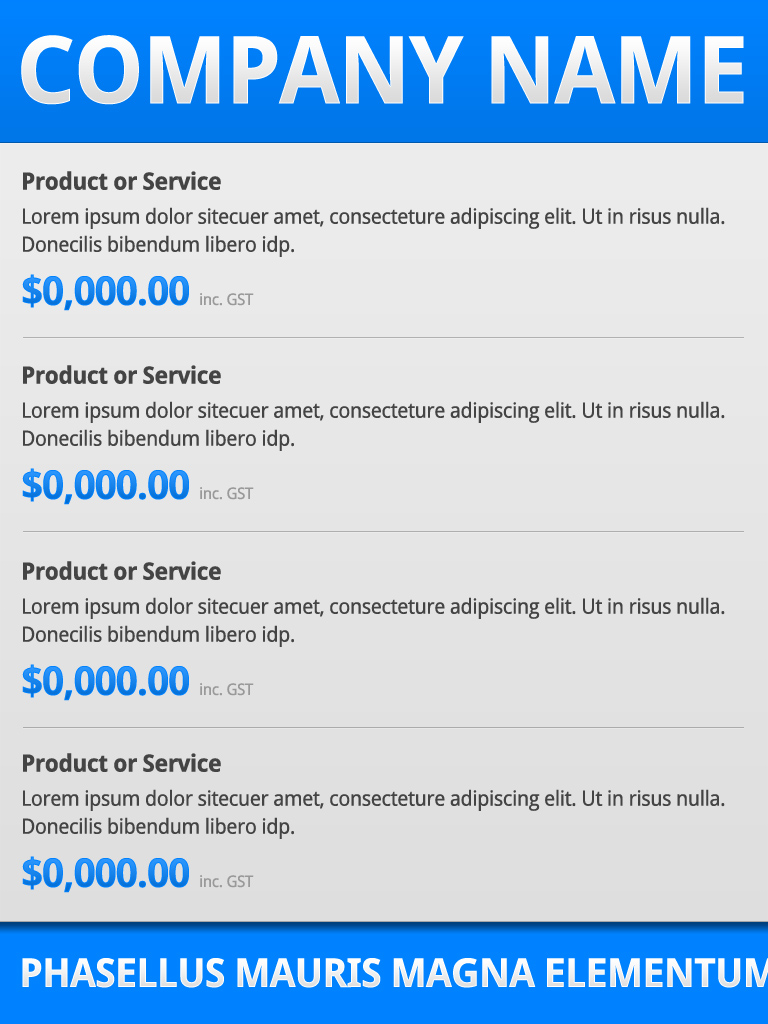 COMPANY NAME
Product or Service
Lorem ipsum dolor sitecuer amet, consecteture adipiscing elit. Ut in risus nulla.
Donecilis bibendum libero idp.
$0,000.00 inc. GST
Product or Service
Lorem ipsum dolor sitecuer amet, consecteture adipiscing elit. Ut in risus nulla.
Donecilis bibendum libero idp.
$0,000.00 inc. GST
Product or Service
Lorem ipsum dolor sitecuer amet, consecteture adipiscing elit. Ut in risus nulla.
Donecilis bibendum libero idp.
$0,000.00 inc. GST
Product or Service
Lorem ipsum dolor sitecuer amet, consecteture adipiscing elit. Ut in risus nulla.
Donecilis bibendum libero idp.
$0,000.00 inc. GST
PHASELLUS MAURIS MAGNA ELEMENTUM